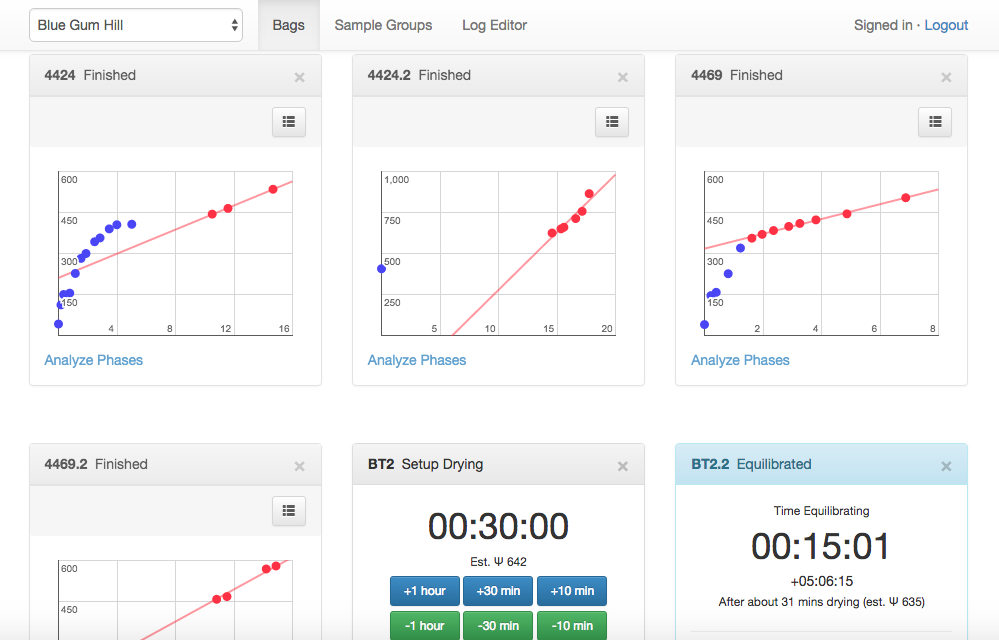 Blue Gum Hill Bags Sample Groups Log Editor Signed in · Logout
4424 Finished ×
600
450
300
150
4 8 12 16
Analyze Phases
4424.2 Finished ×
1,000
750
500
250
5 10 15 20
Analyze Phases
4469 Finished ×
600
450
300
150
2 4 6 8
Analyze Phases
4469.2 Finished ×
600
450
BT2 Setup Drying ×
00:30:00
Est. Ψ 642
+1 hour +30 min +10 min
-1 hour -30 min -10 min
BT2.2 Equilibrated ×
Time Equilibrating
00:15:01
+05:06:15
After about 31 mins drying (est. Ψ 635)